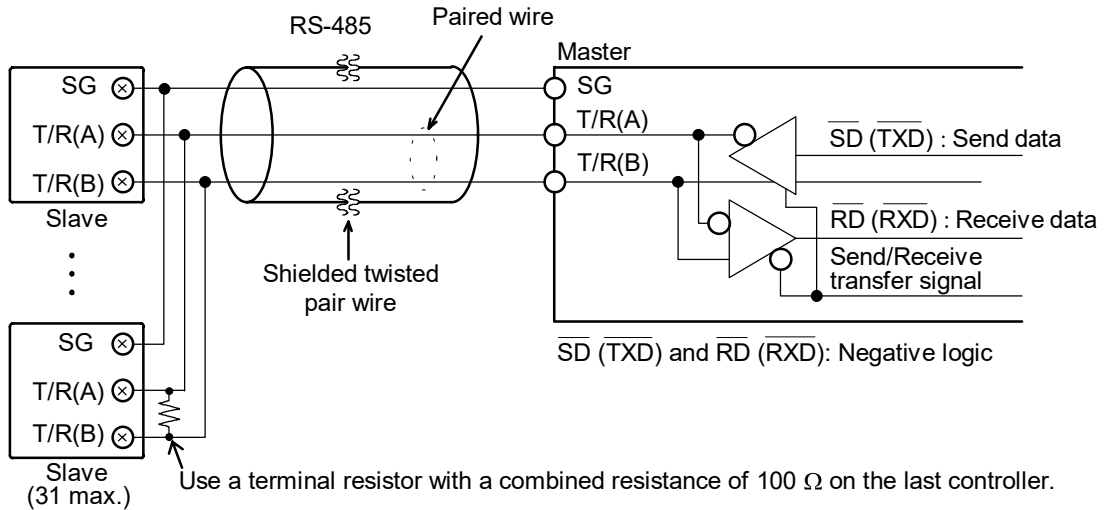 RS-485
Paired wire
Master
SG
T/R(A)
T/R(B)
Slave
SG
T/R(A)
T/R(B)
SD (TXD) : Send data
RD (RXD) : Receive data
Send/Receive
transfer signal
Shielded twisted
pair wire
SD (TXD) and RD (RXD): Negative logic
SG
T/R(A)
T/R(B)
Slave
(31 max.)
Use a terminal resistor with a combined resistance of 100 Ω on the last controller.